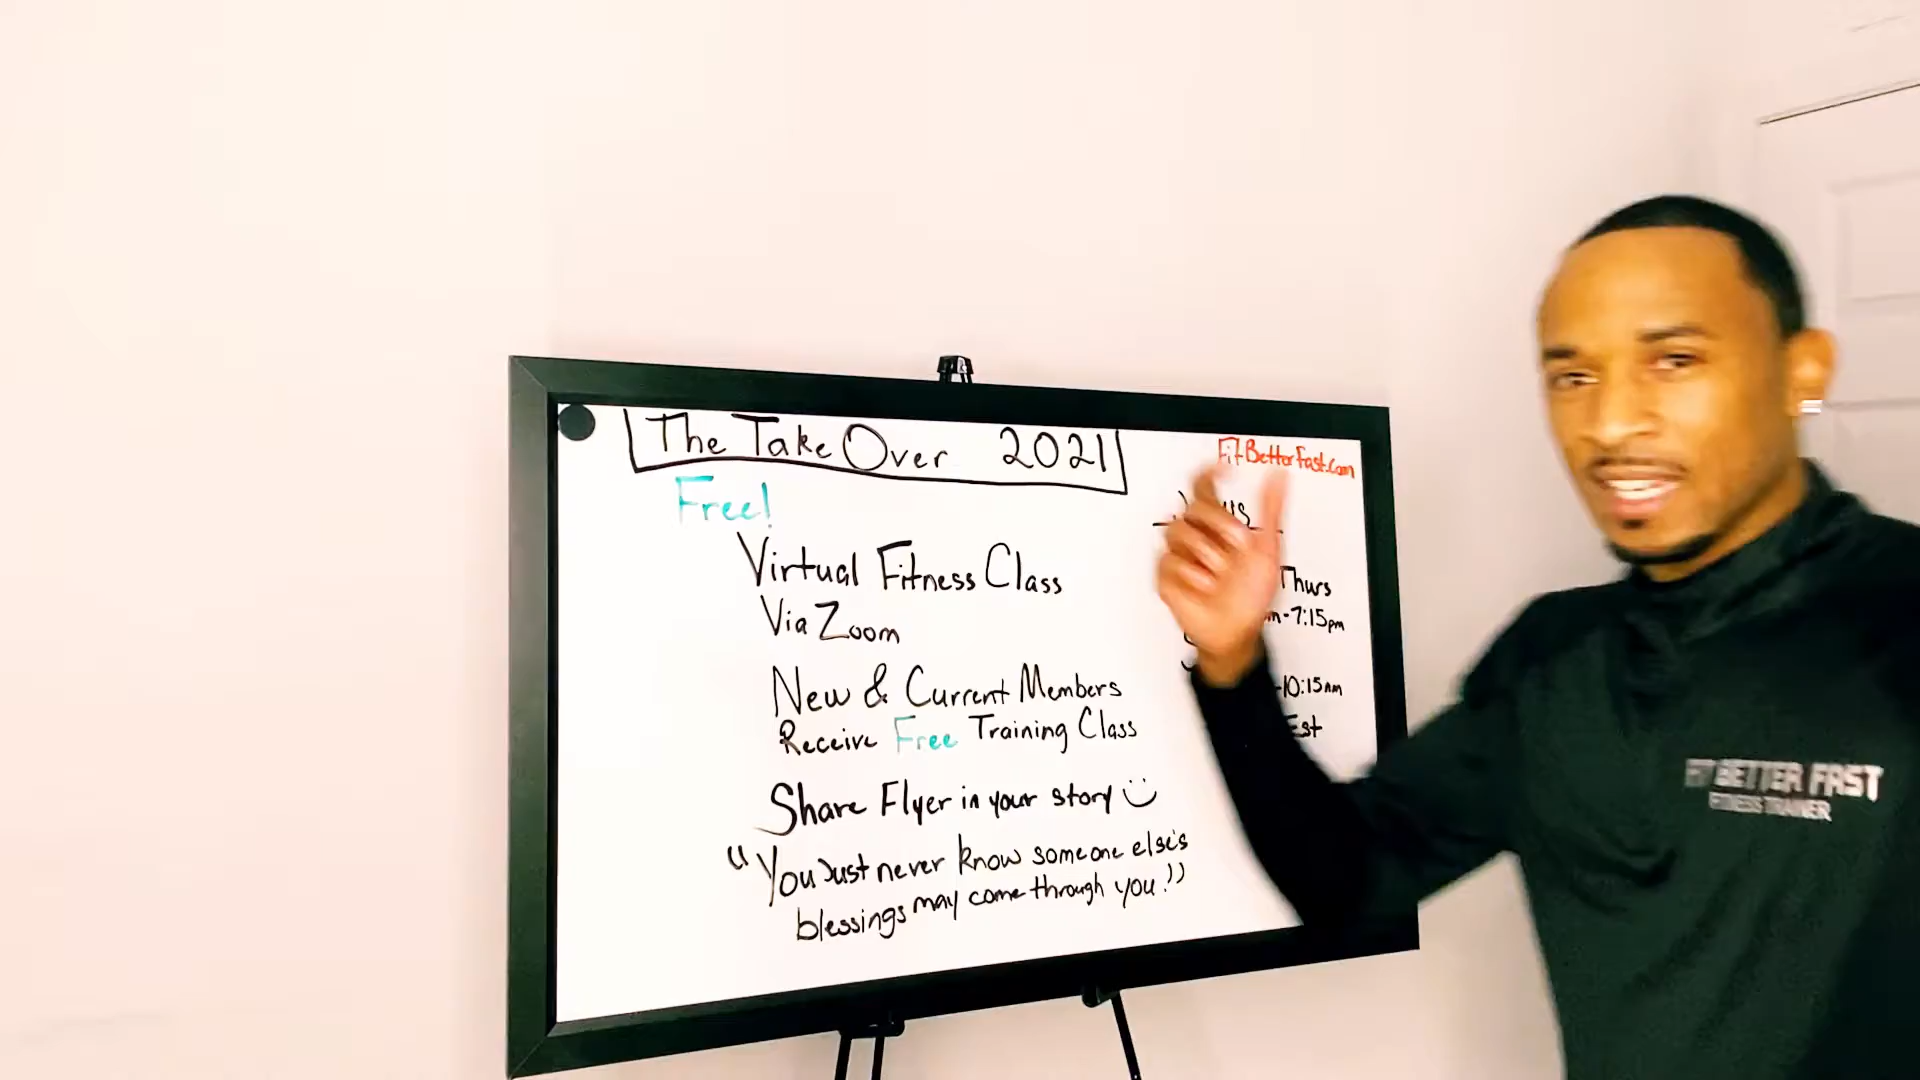 The Take Over 2021
Free!
Virtual Fitness Class
Via Zoom
New & Current Members
Receive Free Training Class
Share Flyer in your story
"You Just never know someone else's
blessings may come through you!"
FitBetterFast.com
Thurs
-7:15pm
-10:15am
Est
FIT BETTER FAST
FITNESS TRAINER